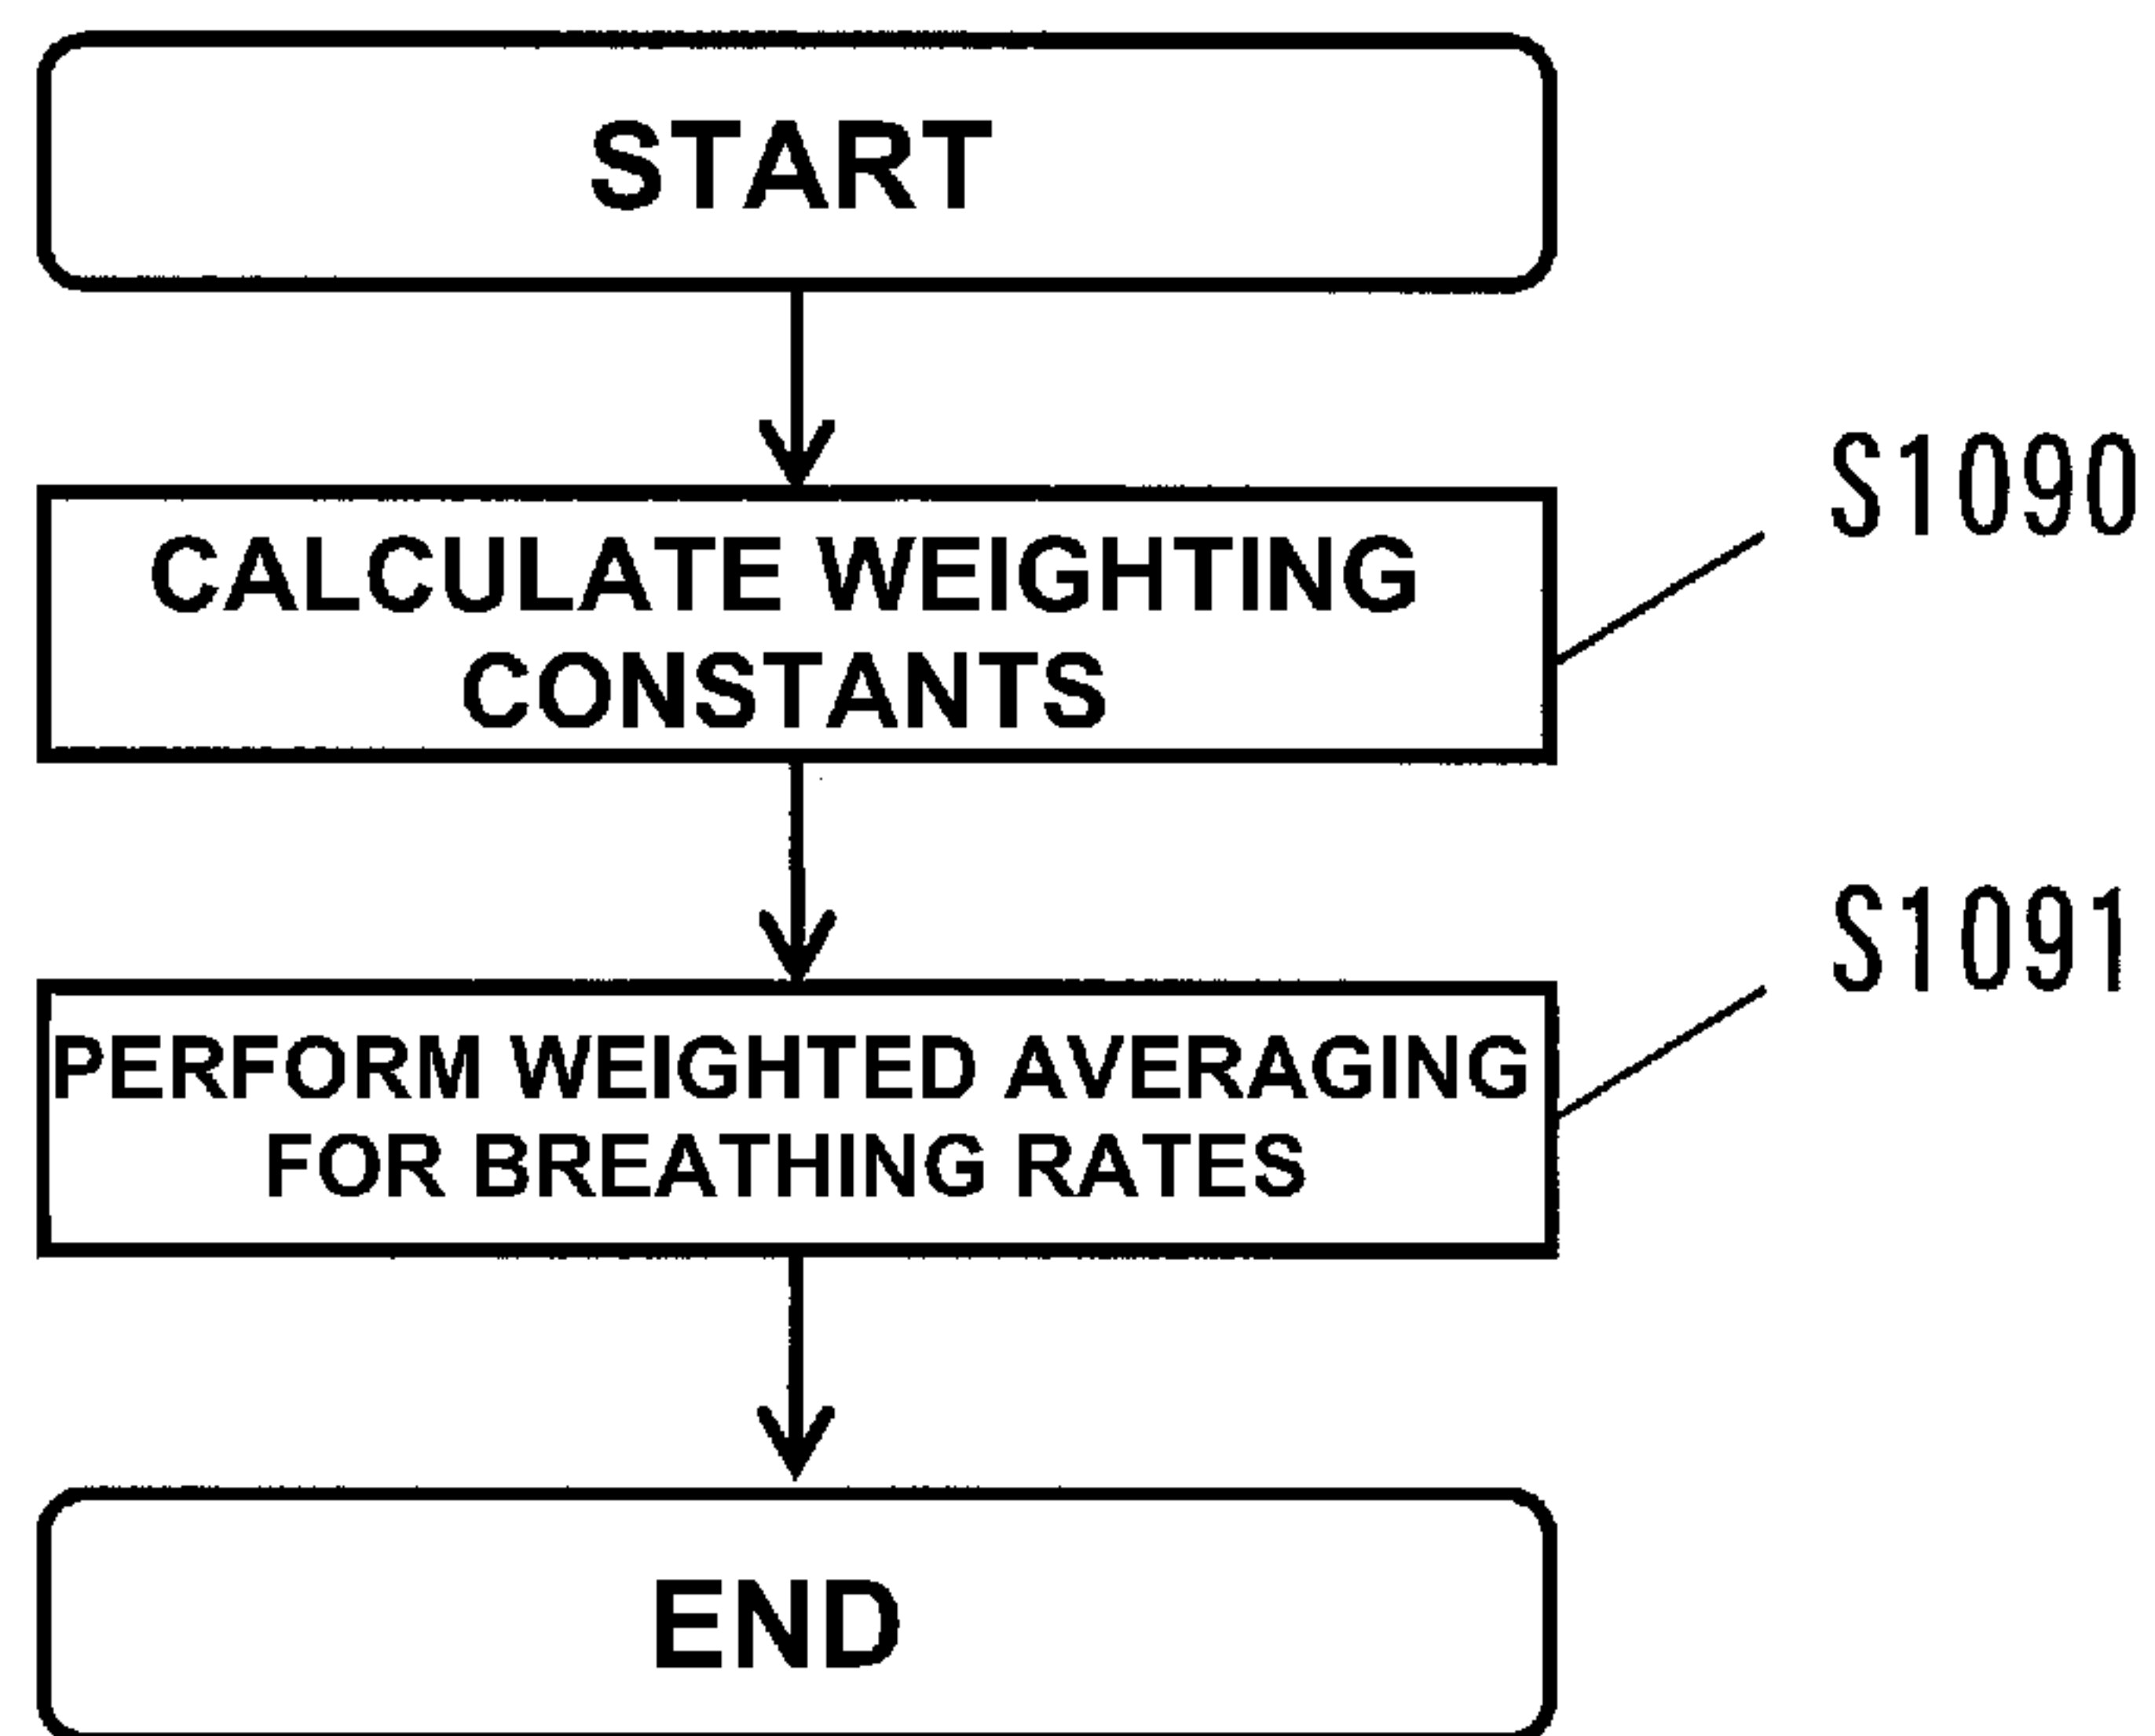 START
S1090
CALCULATE WEIGHTING
CONSTANTS
S1091
PERFORM WEIGHTED AVERAGING
FOR BREATHING RATES
END